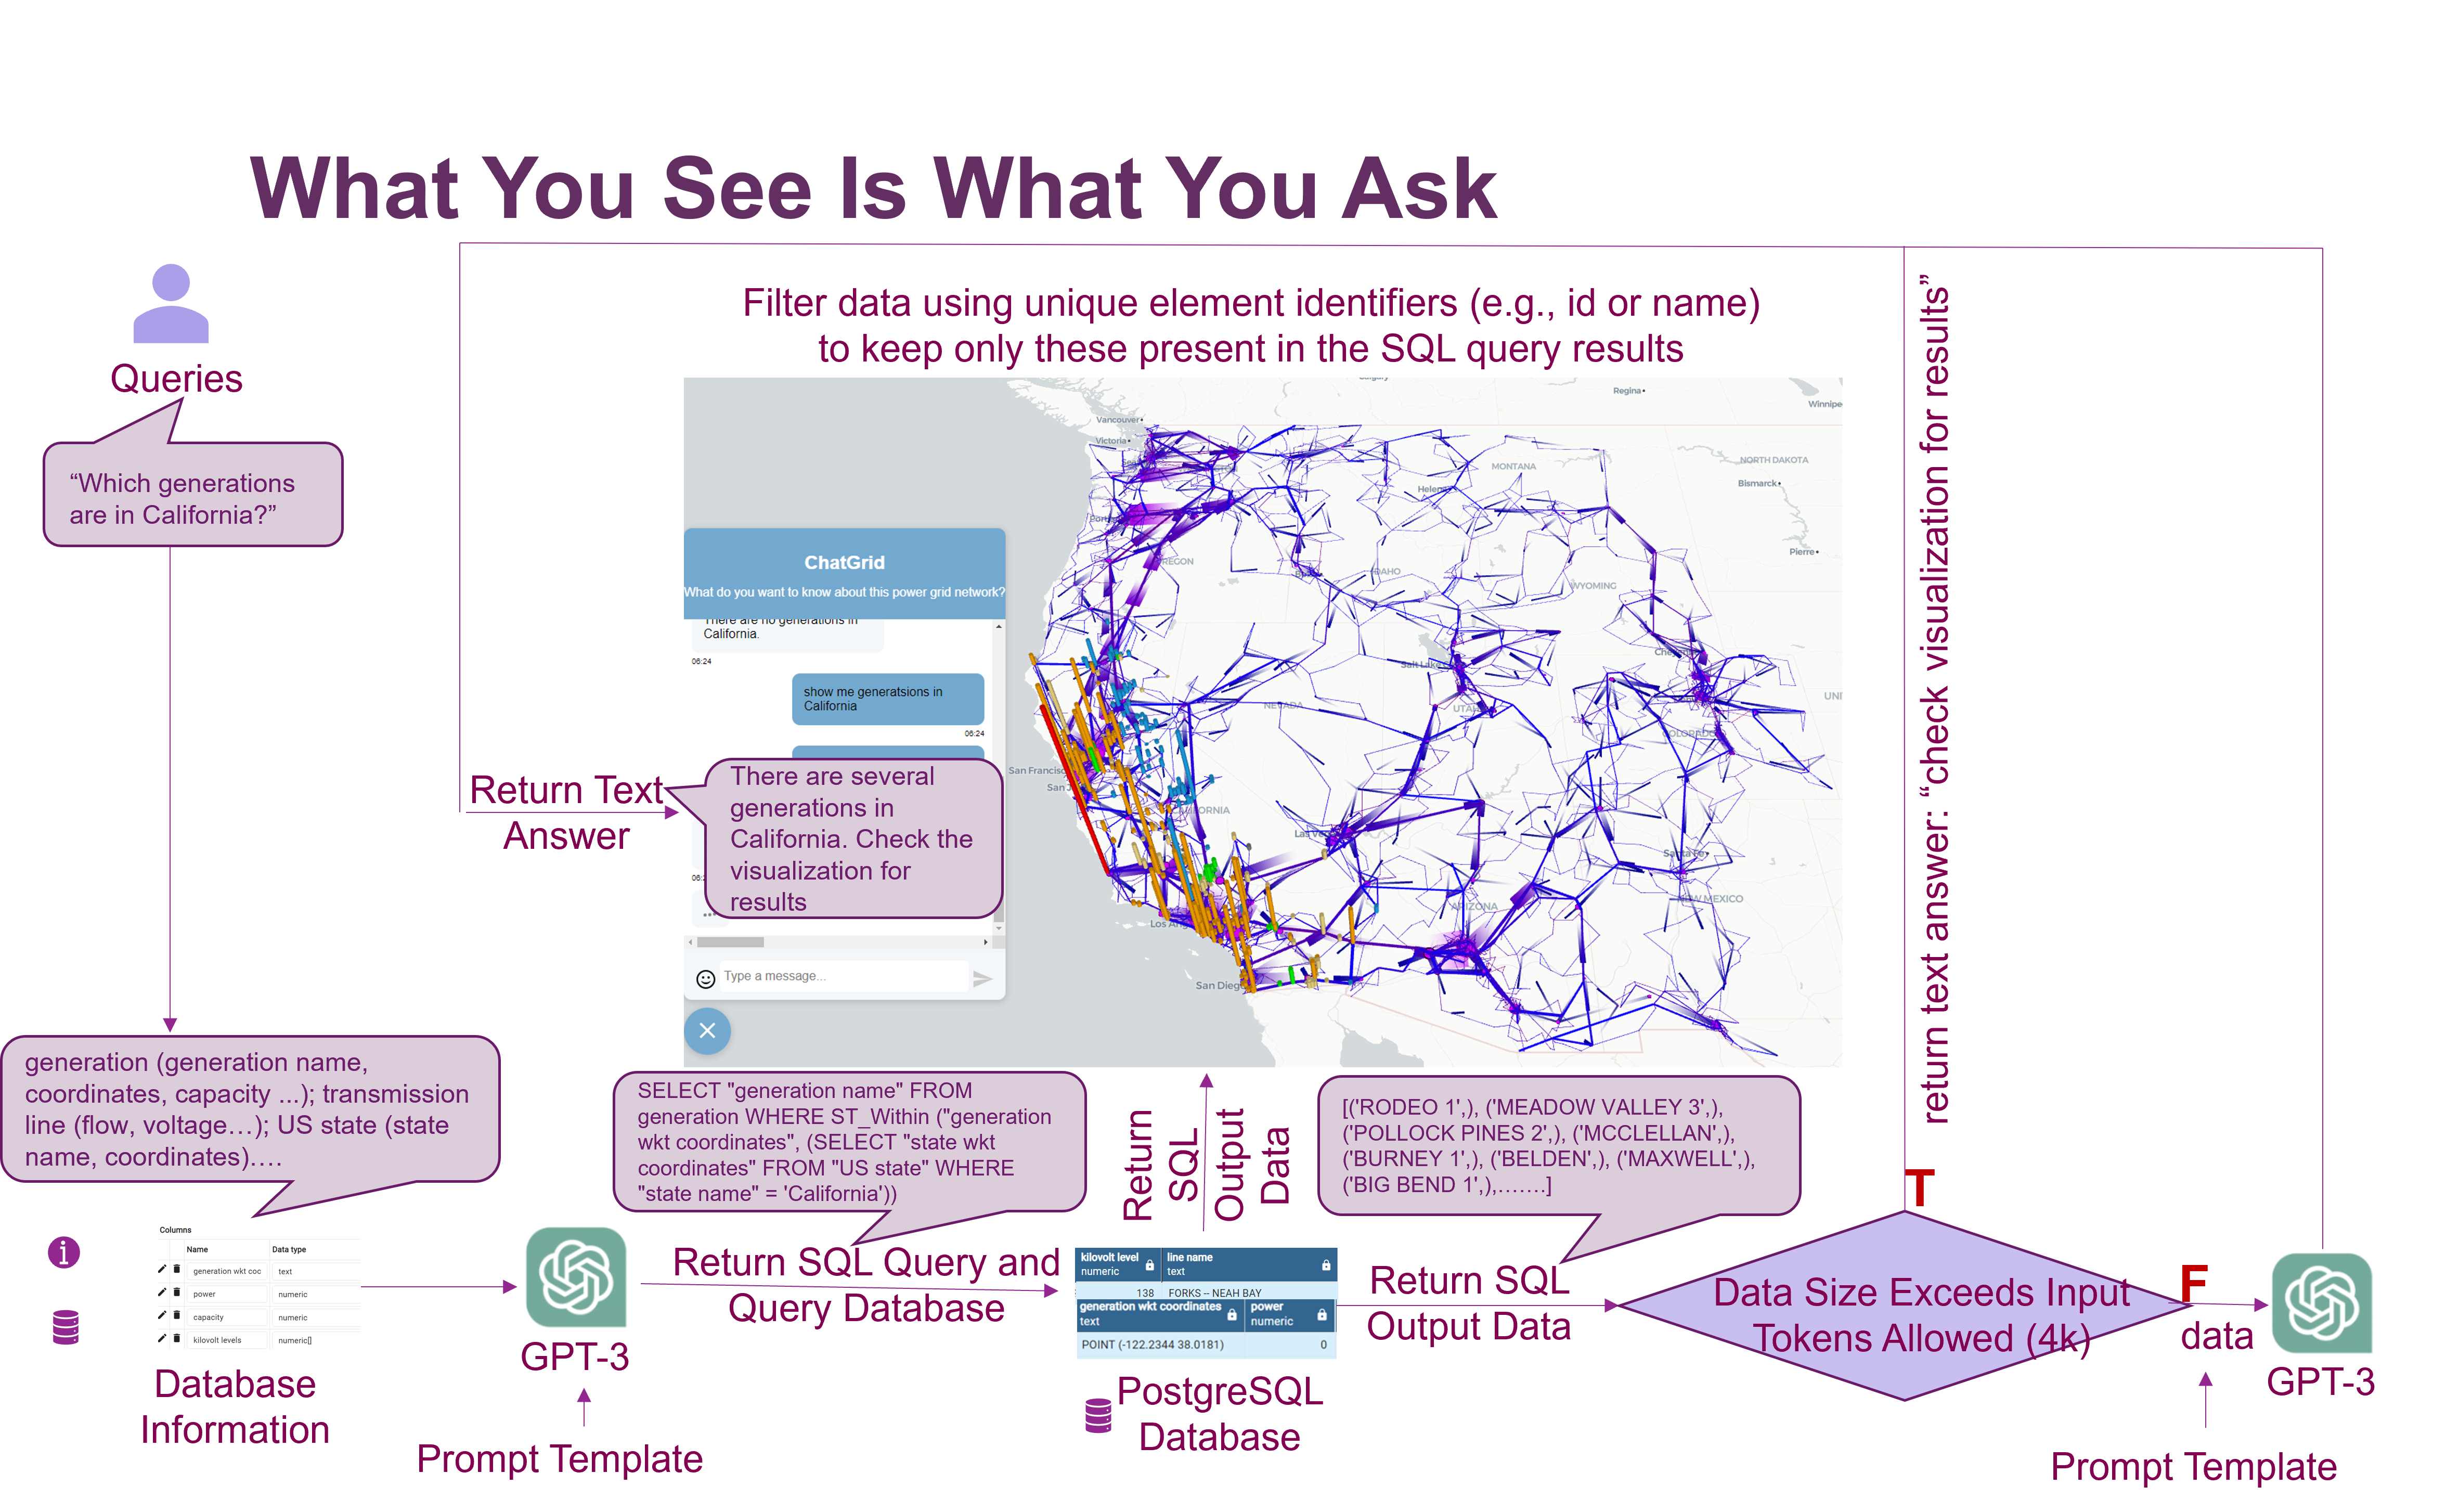 What You See Is What You Ask
Queries
“Which generations
are in California?”
Filter data using unique element identifiers (e.g., id or name)
to keep only these present in the SQL query results
return text answer: “check visualization for results”
Calgary
Regina
Winnipe
Vancouver
Victoria
MONTANA
NORTH DAKOTA
Helena
Bismarck
Pierre
IDAHO
WYOMING
NEVADA
UTAH
COLORADO
UNI
Salt Lake
San Francisc
San J
Las Vegas
Santa Fe
ARIZONA
NEW MEXICO
Los Ang
San Dieg
ChatGrid
What do you want to know about this power grid network?
There are no generations in
California.
06:24
show me generatsions in
California
06:24
Return Text
Answer
There are several
generations in
California. Check the
visualization for
results
Type a message...
generation (generation name,
coordinates, capacity ...); transmission
line (flow, voltage…); US state (state
name, coordinates)….
Columns
Name Data type
generation wkt coc text
power numeric
capacity numeric
kilovolt levels numeric[]
Database
Information
GPT-3
Prompt Template
SELECT "generation name" FROM
generation WHERE ST_Within ("generation
wkt coordinates", (SELECT "state wkt
coordinates" FROM "US state" WHERE
"state name" = 'California'))
Return SQL Query and
Query Database
Return
SQL
Output
Data
kilovolt level line name
numeric text
138 FORKS -- NEAH BAY
generation wkt coordinates power
text numeric
POINT (-122.2344 38.0181) 0
PostgreSQL
Database
[('RODEO 1',), ('MEADOW VALLEY 3',),
('POLLOCK PINES 2',), ('MCCLELLAN',),
('BURNEY 1',), ('BELDEN',), ('MAXWELL',),
('BIG BEND 1',),…….]
Return SQL
Output Data
T
Data Size Exceeds Input
Tokens Allowed (4k)
F
data
GPT-3
Prompt Template